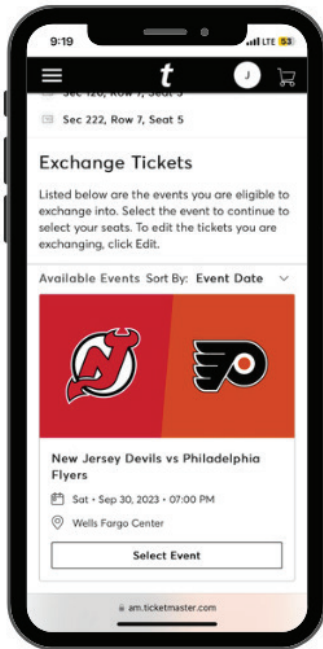 9:19 LTE 53
t J
Sec 222, Row 7, Seat 5
Exchange Tickets
Listed below are the events you are eligible to
exchange into. Select the event to continue to
select your seats. To edit the tickets you are
exchanging, click Edit.
Available Events Sort By: Event Date
New Jersey Devils vs Philadelphia
Flyers
Sat • Sep 30, 2023 • 07:00 PM
Wells Fargo Center
Select Event
am.ticketmaster.com